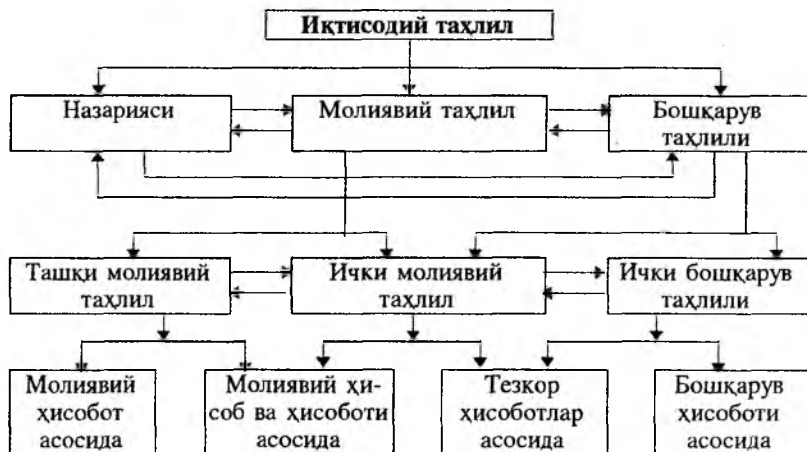 Иқтисодий таҳлил
Назарияси
Молиявий таҳлил
Бошқарув
таҳлили
Ташқи молиявий
таҳлил
Ички молиявий
таҳлил
Ички бошқарув
таҳлили
Молиявий
ҳисобот
асосида
Молиявий ҳи-
соб ва ҳисоботи
асосида
Тезкор
ҳисоботлар
асосида
Бошқарув
ҳисоботи
асосида